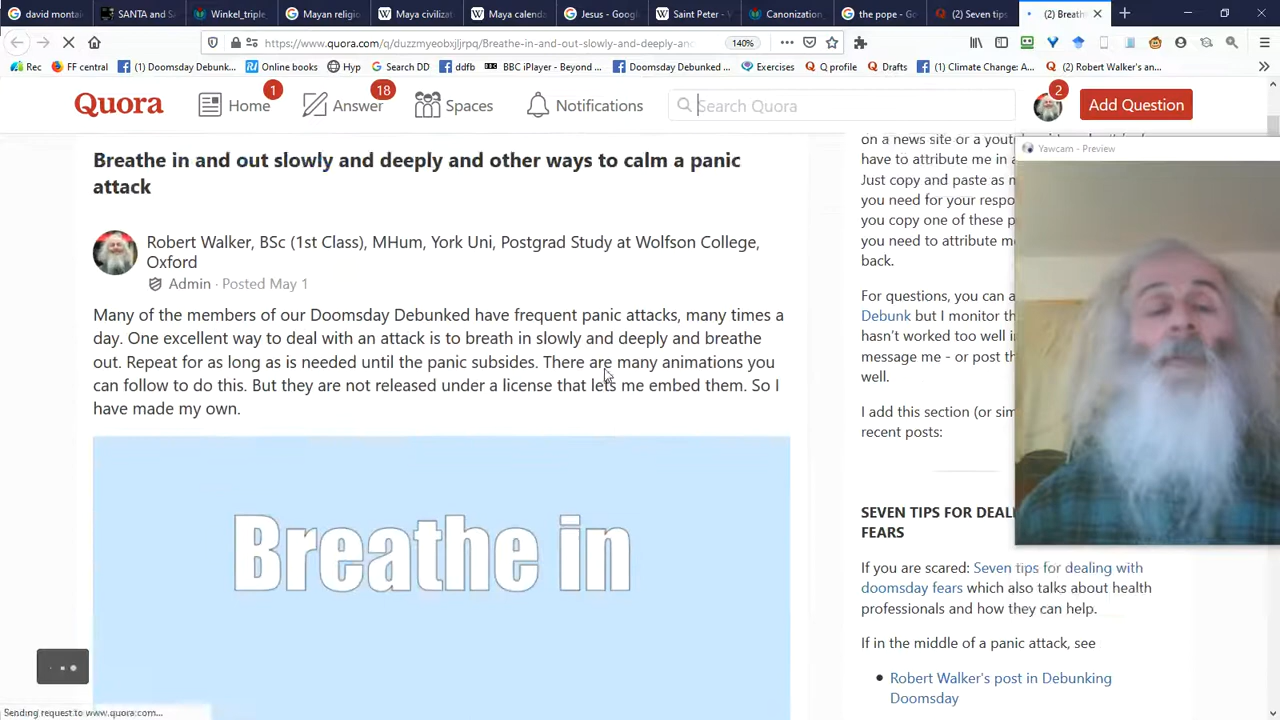 david montai
SANTA and S
Winkel_triple_
Mayan religi
Maya civilizat
Maya calend
Jesus - Googl
Saint Peter - W
Canonization_
the pope - Go
(2) Seven tips
(2) Breath
https://www.quora.com/q/duzzmyeobxjljrpq/Breathe-in-and-out-slowly-and-deeply-and-
140%
Rec
FF central
(1) Doomsday Debunk...
Online books
Hyp
Search DD
ddfb
BBC iPlayer - Beyond ...
Doomsday Debunked ...
Exercises
Q profile
Drafts
(1) Climate Change: A...
(2) Robert Walker's an...
Quora
Home
1
Answer
18
Spaces
Notifications
Search Quora
2
Add Question
Breathe in and out slowly and deeply and other ways to calm a panic
attack
Robert Walker, BSc (1st Class), MHum, York Uni, Postgrad Study at Wolfson College,
Oxford
Admin · Posted May 1
Many of the members of our Doomsday Debunked have frequent panic attacks, many times a
day. One excellent way to deal with an attack is to breath in slowly and deeply and breathe
out. Repeat for as long as is needed until the panic subsides. There are many animations you
can follow to do this. But they are not released under a license that lets me embed them. So I
have made my own.
Breathe in
Sending request to www.quora.com...
on a news site or a yout
have to attribute me in a
Just copy and paste as m
you need for your respo
you copy one of these p
you need to attribute me
back.
For questions, you can a
Debunk but I monitor th
hasn't worked too well in
message me - or post th
well.
I add this section (or sim
recent posts:
SEVEN TIPS FOR DEAL
FEARS
If you are scared: Seven tips for dealing with
doomsday fears which also talks about health
professionals and how they can help.
If in the middle of a panic attack, see
Robert Walker's post in Debunking
Doomsday
Yawcam - Preview